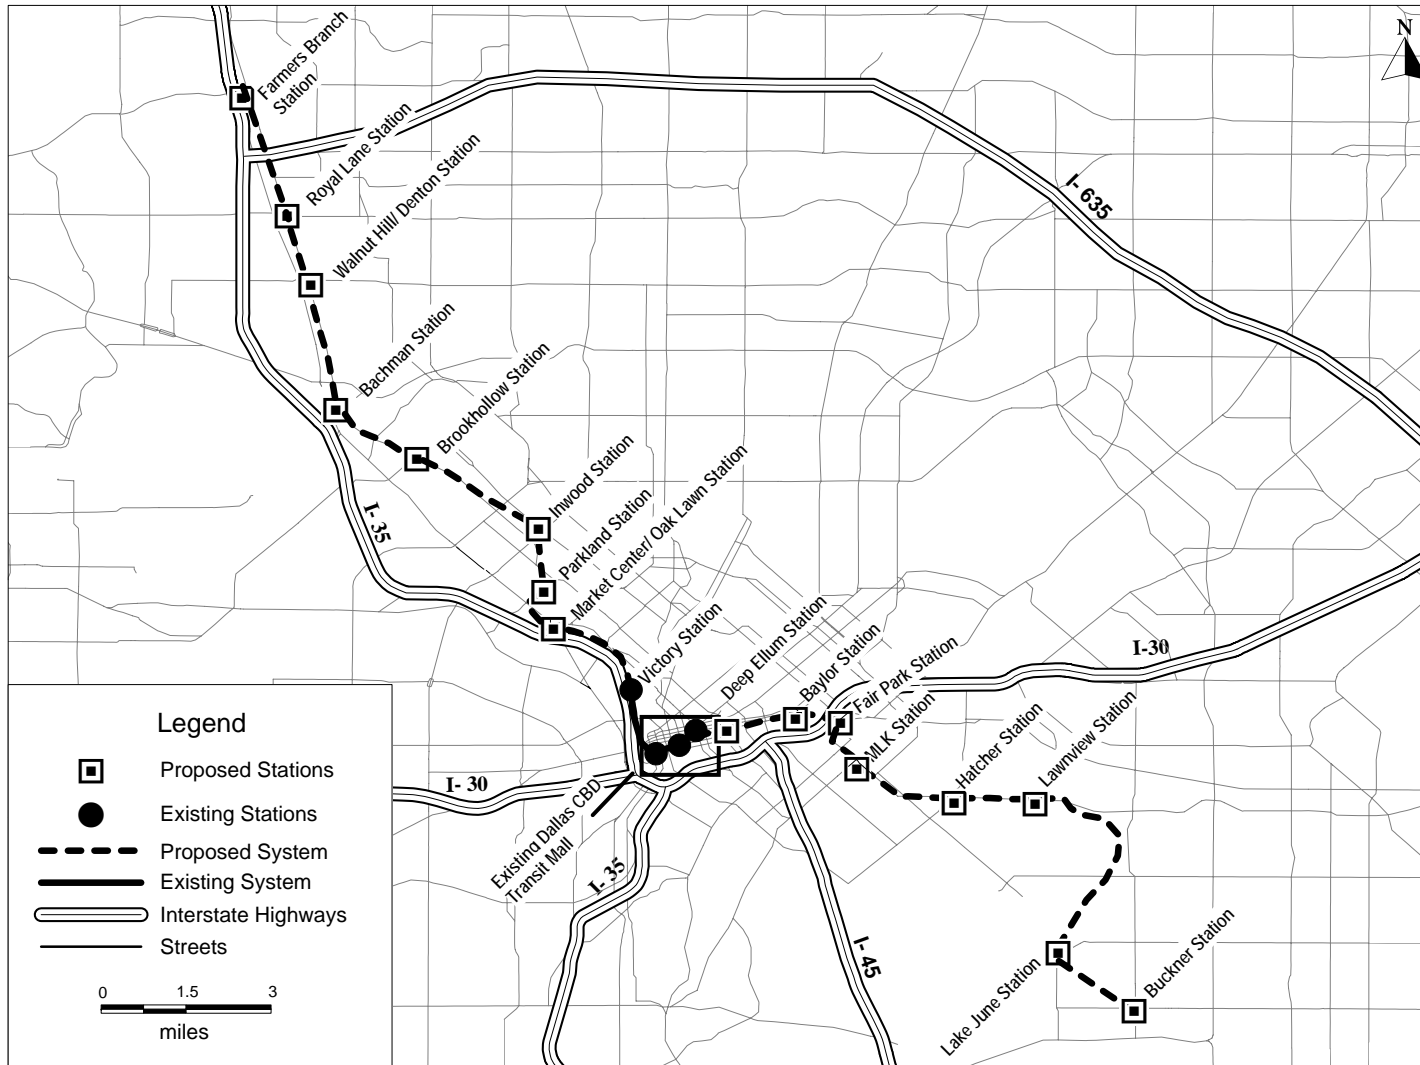 N
Farmers Branch
Station
Royal Lane Station
Walnut Hill/ Denton Station
I- 635
Bachman Station
Brookhollow Station
Inwood Station
I- 35
Parkland Station
Market Center/ Oak Lawn Station
Victory Station
Deep Ellum Station
Baylor Station
Fair Park Station
I-30
MLK Station
Hatcher Station
Lawnview Station
I- 30
Existing Dallas CBD
Transit Mall
I- 35
I- 45
Lake June Station
Buckner Station
Legend
Proposed Stations
Existing Stations
Proposed System
Existing System
Interstate Highways
Streets
0 1.5 3
miles